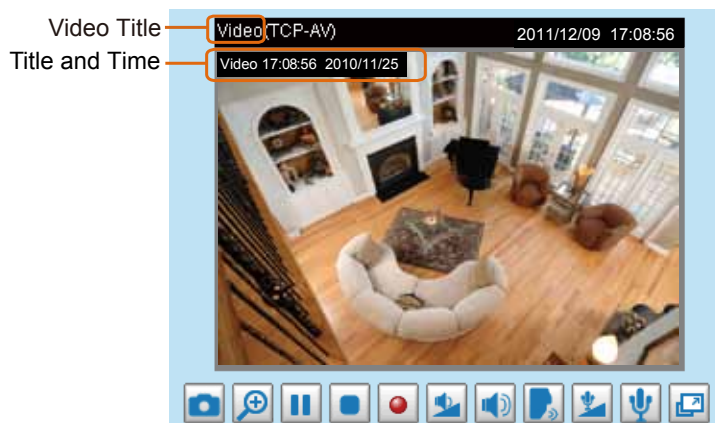 Video Title
Video(TCP-AV) 2011/12/09 17:08:56
Title and Time
Video 17:08:56 2010/11/25